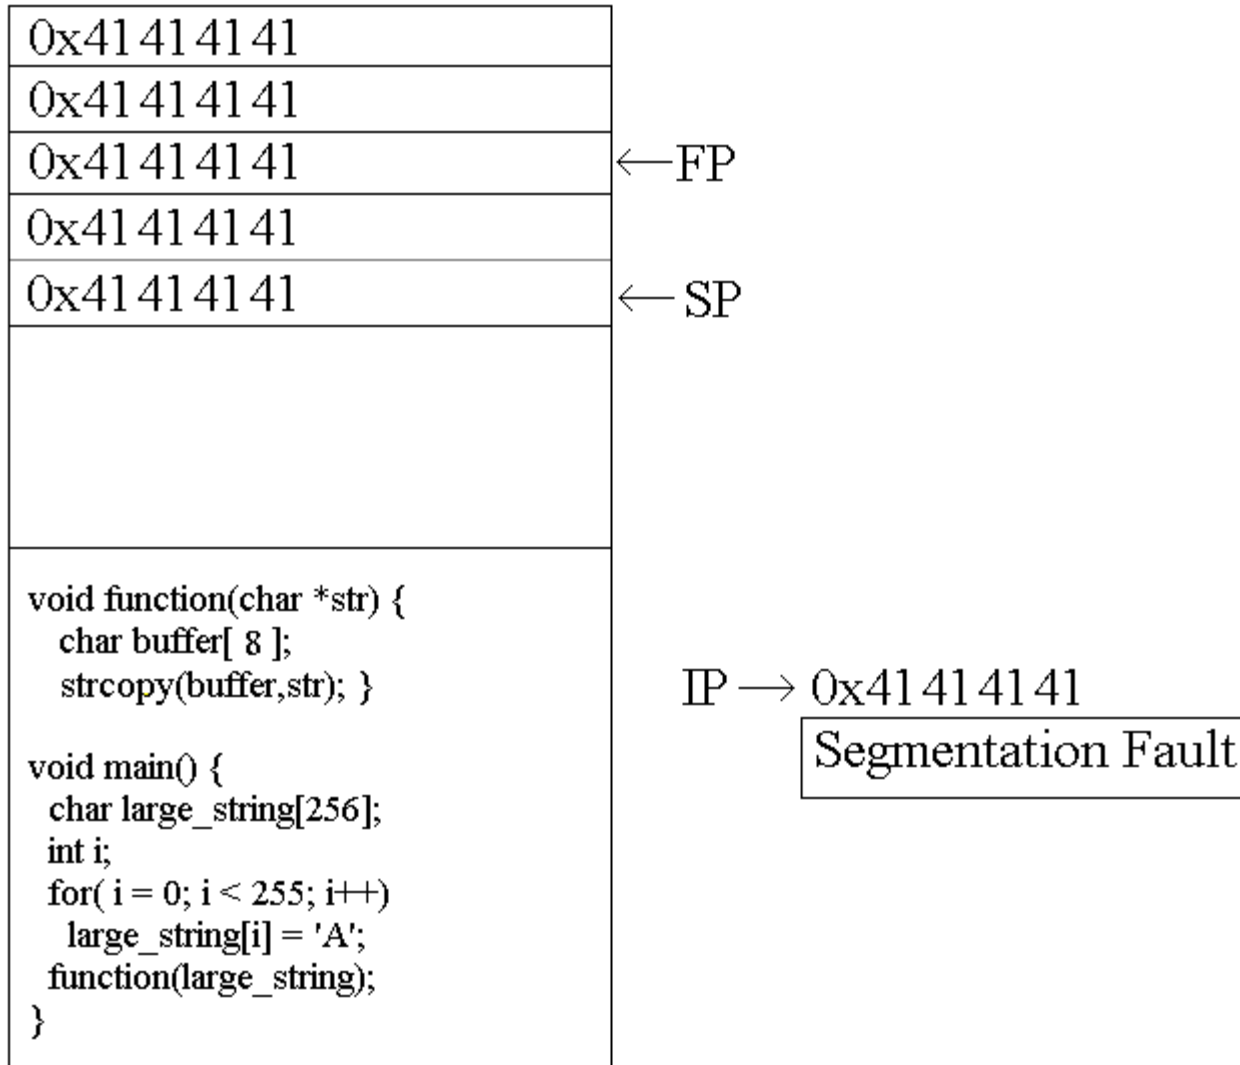 0x41414141
0x41414141
0x41414141
←FP
0x41414141
0x41414141
←SP
void function(char *str) {
char buffer[ 8 ];
strcopy(buffer,str); }
void main() {
char large_string[256];
int i;
for( i = 0; i < 255; i++)
large_string[i] = 'A';
function(large_string);
}
IP → 0x41414141
Segmentation Fault